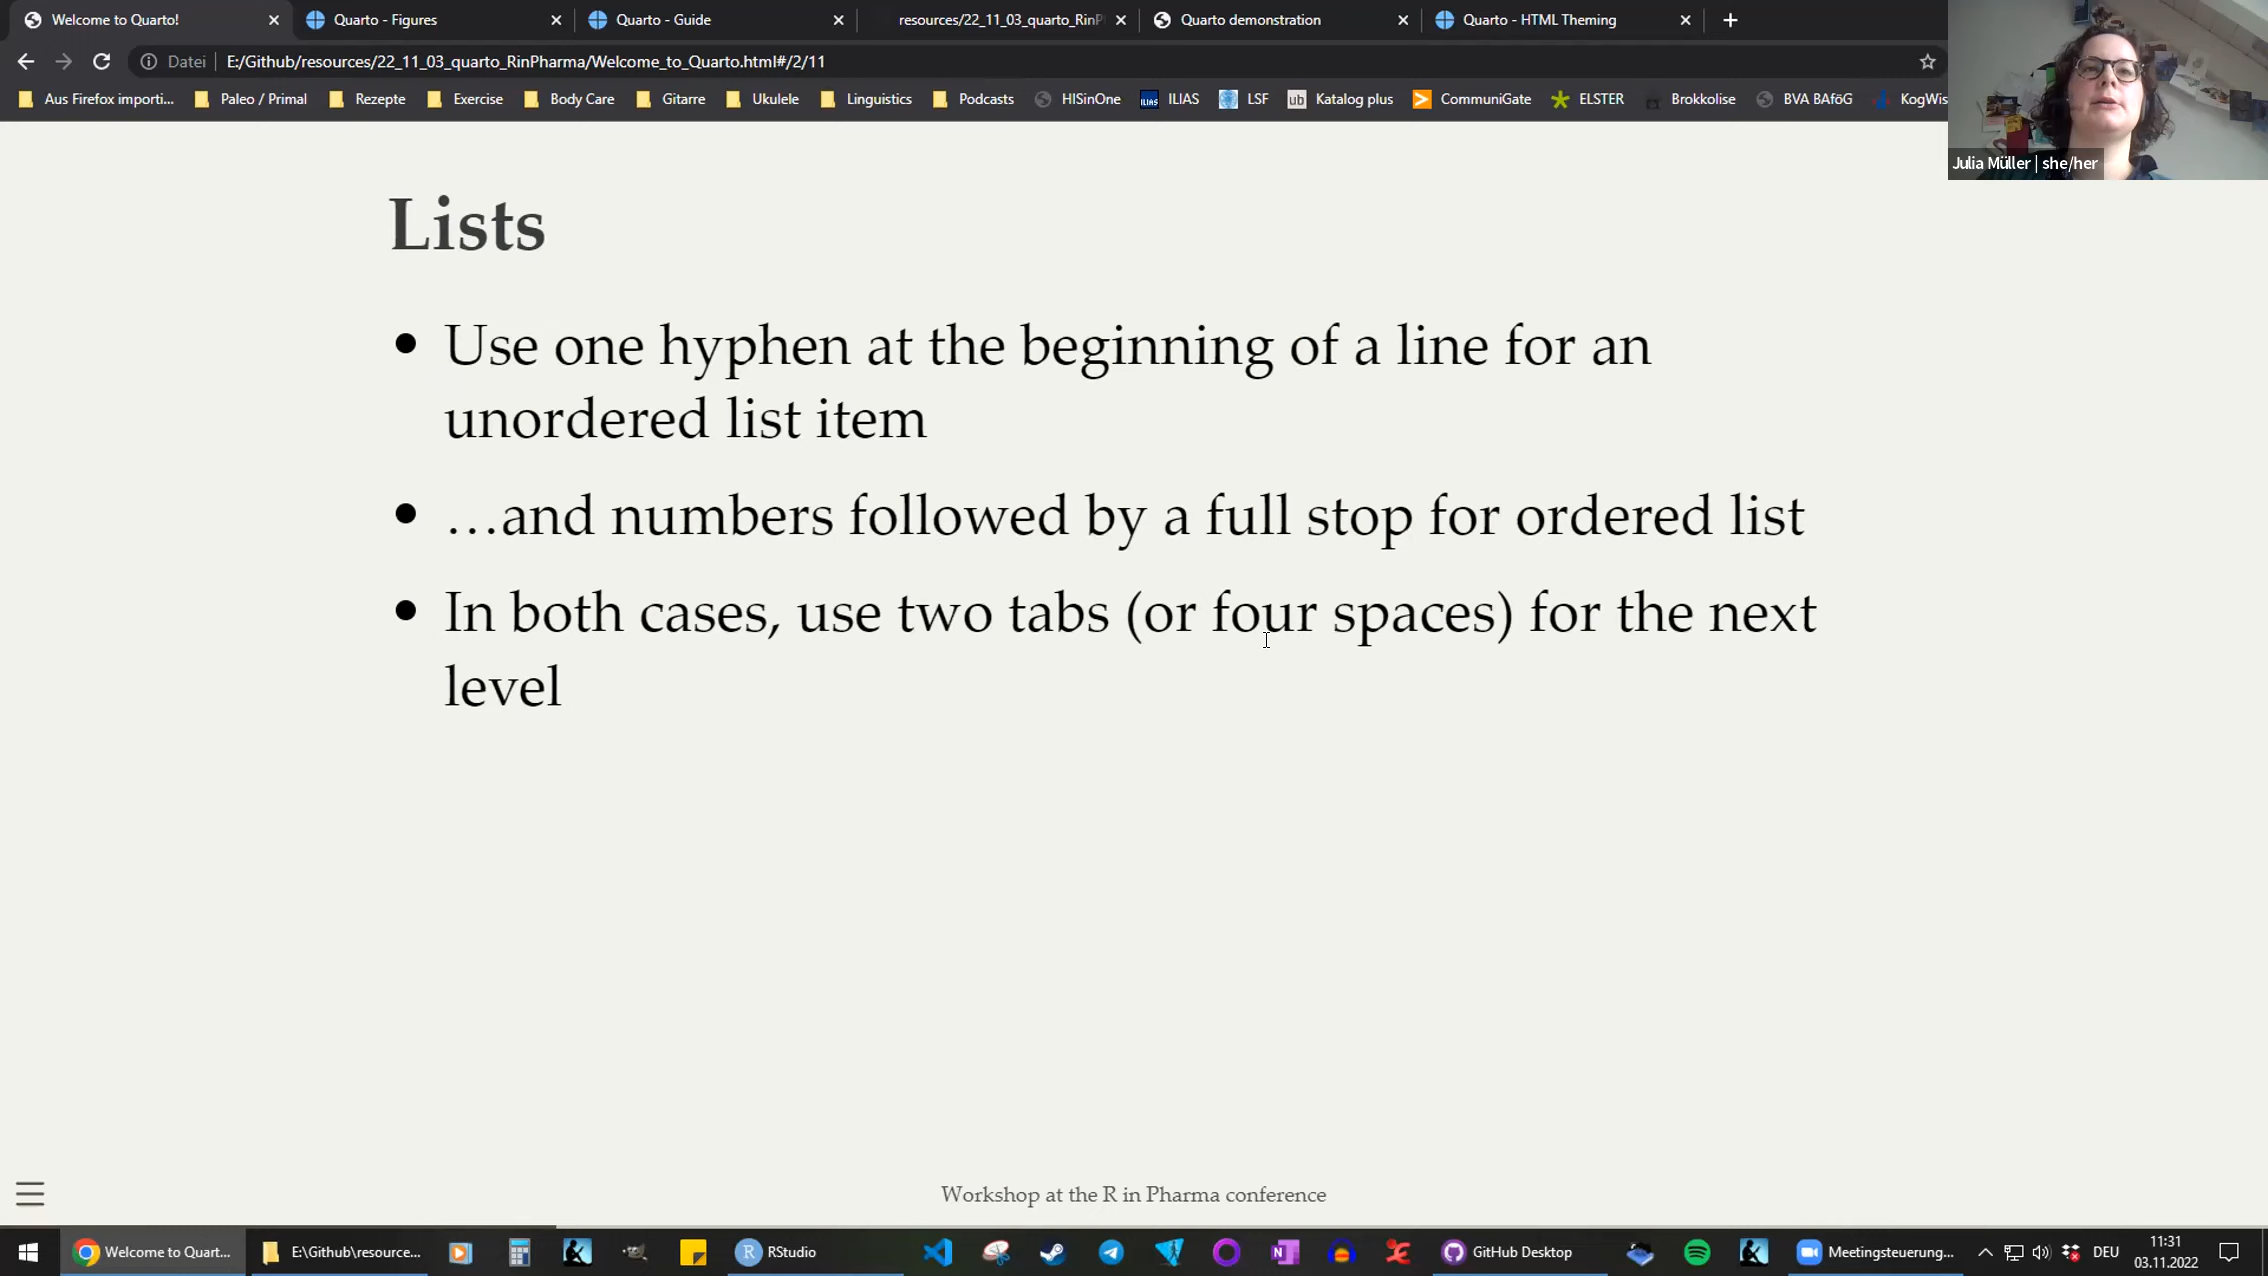 Welcome to Quarto!
Quarto - Figures
Quarto - Guide
resources/22_11_03_quarto_RinP
Quarto demonstration
Quarto - HTML Theming
Datei
E:/Github/resources/22_11_03_quarto_RinPharma/Welcome_to_Quarto.html#/2/11
Aus Firefox importi...
Paleo / Primal
Rezepte
Exercise
Body Care
Gitarre
Ukulele
Linguistics
Podcasts
HISinOne
ILIAS
LSF
ub
Katalog plus
CommuniGate
ELSTER
Brokkolise
BVA BAföG
KogWis
Julia Müller | she/her
Lists
Use one hyphen at the beginning of a line for an
unordered list item
…and numbers followed by a full stop for ordered list
In both cases, use two tabs (or four spaces) for the next
level
Workshop at the R in Pharma conference
Welcome to Quart...
E:\Github\resource...
RStudio
GitHub Desktop
Meetingsteuerung...
DEU
11:31
03.11.2022